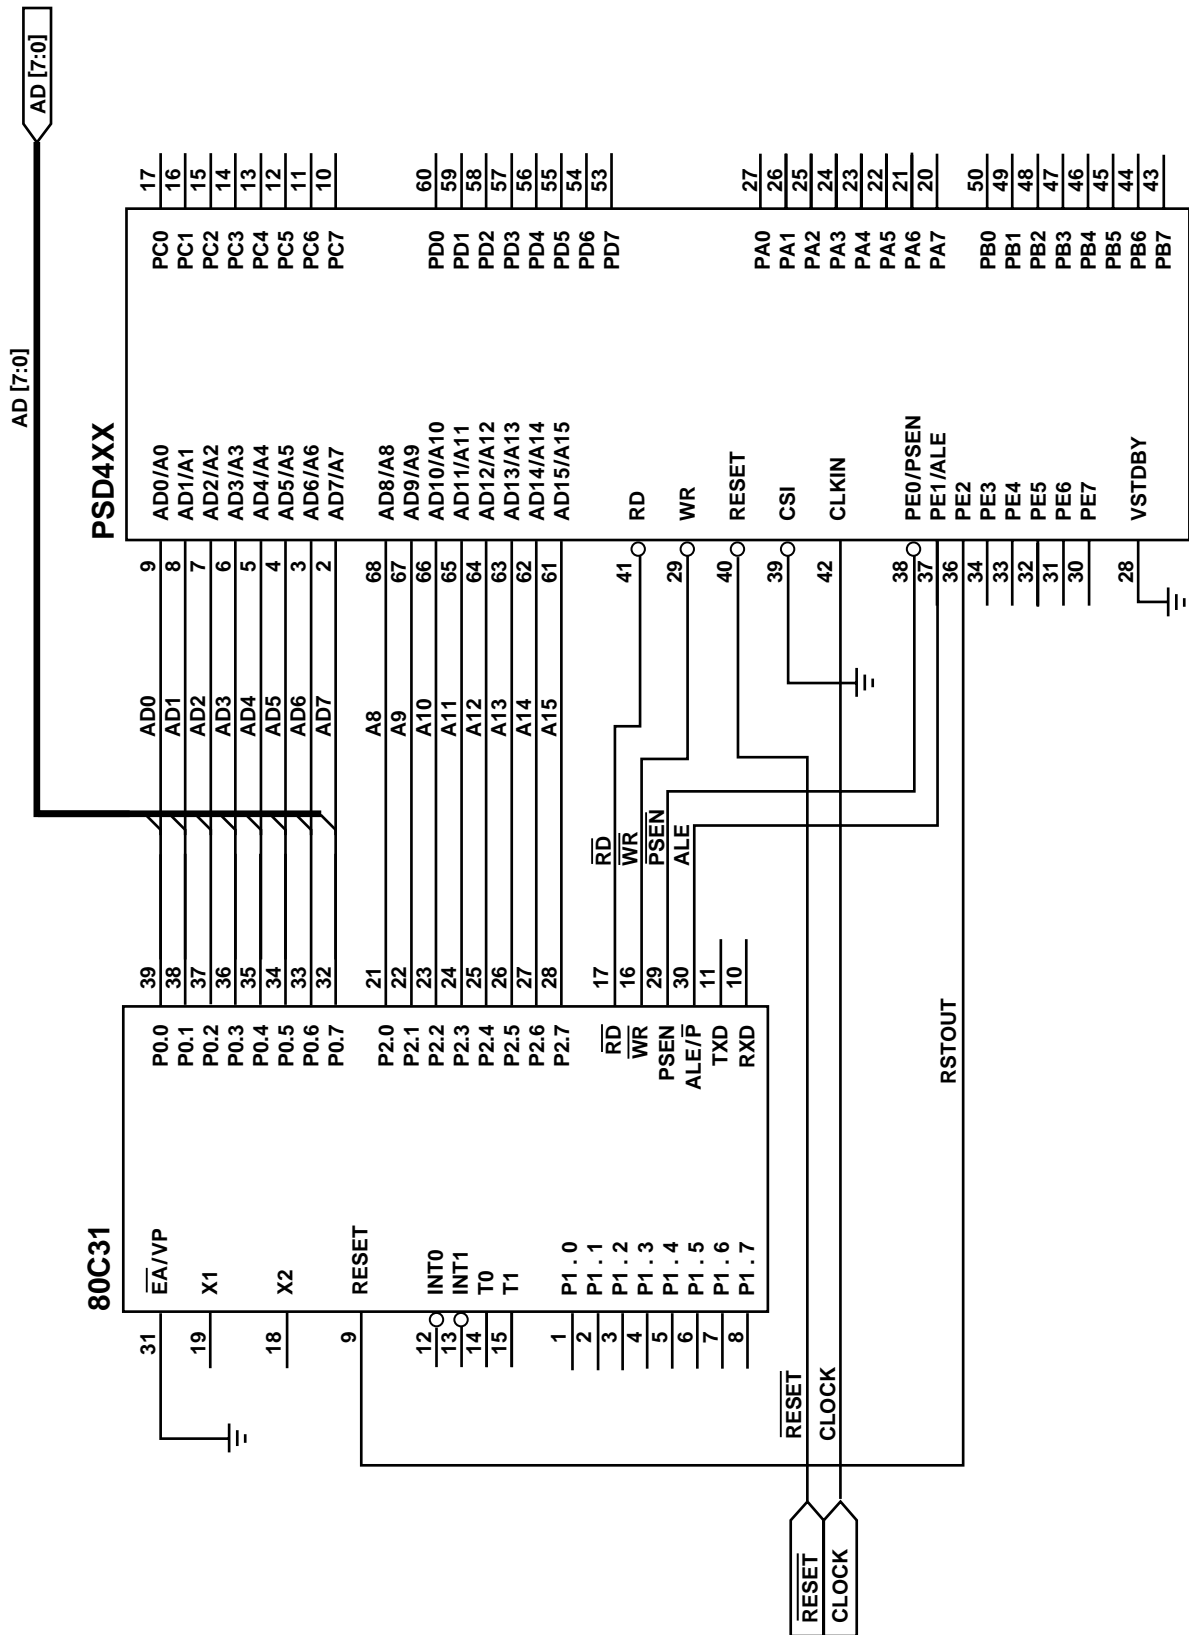 AD [7:0]
AD [7:0]
80C31
31 EA/VP
19 X1
18 X2
9 RESET
12 INT0
13 INT1
14 T0
15 T1
1 P1 . 0
2 P1 . 1
3 P1 . 2
4 P1 . 3
5 P1 . 4
6 P1 . 5
7 P1 . 6
8 P1 . 7
P0.0 39
P0.1 38
P0.2 37
P0.3 36
P0.4 35
P0.5 34
P0.6 33
P0.7 32
P2.0 21
P2.1 22
P2.2 23
P2.3 24
P2.4 25
P2.5 26
P2.6 27
P2.7 28
R̅D̅ 17
W̅R̅ 16
PSEN 29
ALE/P̅ 30
TXD 11
RXD 10
AD0
AD1
AD2
AD3
AD4
AD5
AD6
AD7
A8
A9
A10
A11
A12
A13
A14
A15
R̅D̅
W̅R̅
P̅S̅E̅N̅
ALE
PSD4XX
9 AD0/A0
8 AD1/A1
7 AD2/A2
6 AD3/A3
5 AD4/A4
4 AD5/A5
3 AD6/A6
2 AD7/A7
68 AD8/A8
67 AD9/A9
66 AD10/A10
65 AD11/A11
64 AD12/A12
63 AD13/A13
62 AD14/A14
61 AD15/A15
41 RD
29 WR
40 RESET
39 CSI
42 CLKIN
38 PE0/PSEN
37 PE1/ALE
36 PE2
34 PE3
33 PE4
32 PE5
31 PE6
30 PE7
28 VSTDBY
PC0 17
PC1 16
PC2 15
PC3 14
PC4 13
PC5 12
PC6 11
PC7 10
PD0 60
PD1 59
PD2 58
PD3 57
PD4 56
PD5 55
PD6 54
PD7 53
PA0 27
PA1 26
PA2 25
PA3 24
PA4 23
PA5 22
PA6 21
PA7 20
PB0 50
PB1 49
PB2 48
PB3 47
PB4 46
PB5 45
PB6 44
PB7 43
R̅E̅S̅E̅T̅
R̅E̅S̅E̅T̅
CLOCK
CLOCK
RSTOUT